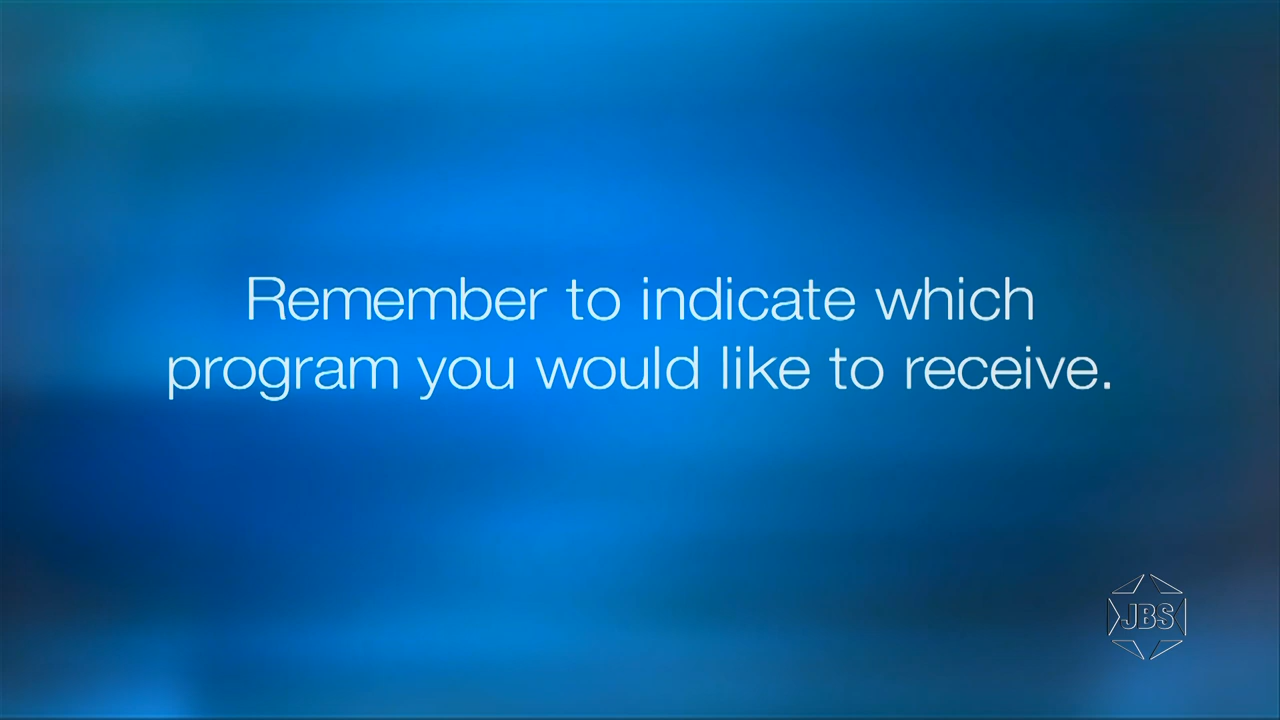 Remember to indicate which
program you would like to receive.
JBS